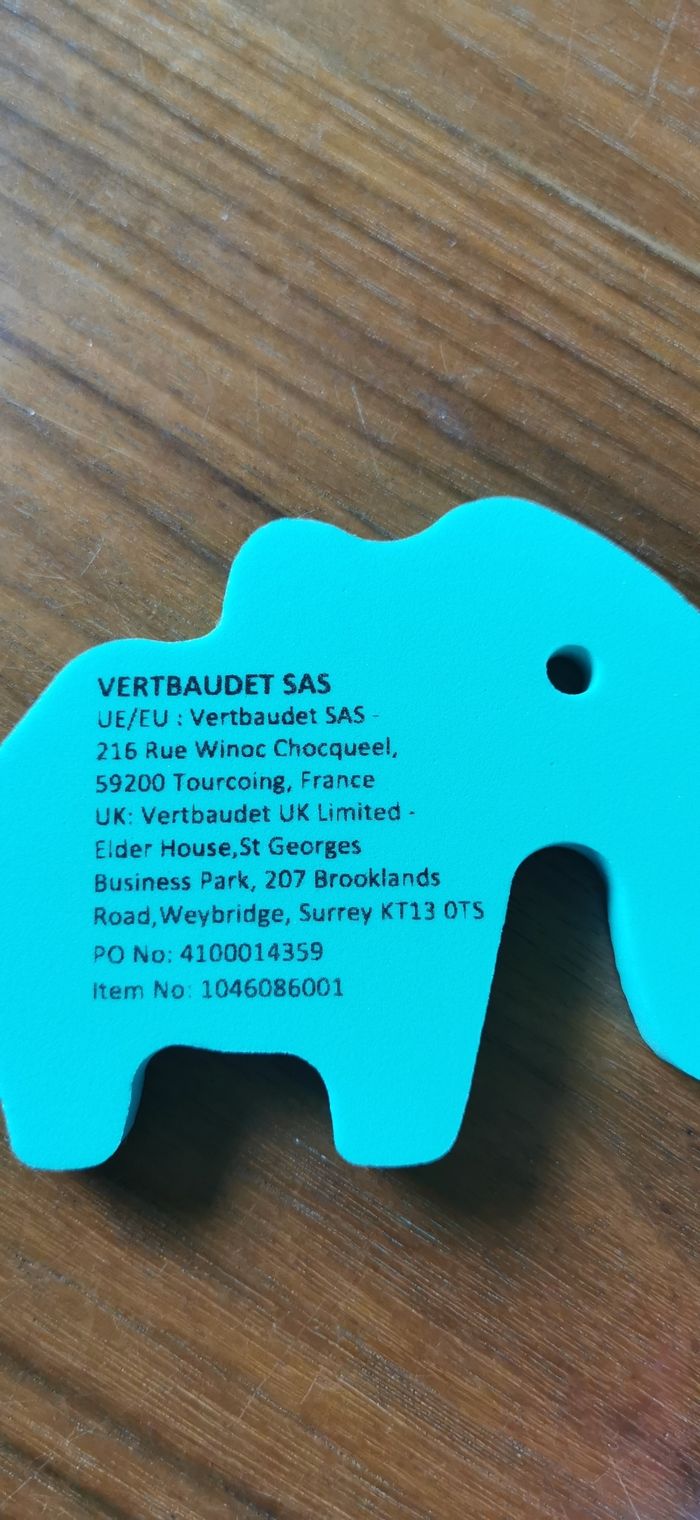 VERTBAUDET SAS
UE/EU : Vertbaudet SAS -
216 Rue Winoc Chocqueel,
59200 Tourcoing, France
UK: Vertbaudet UK Limited -
Elder House,St Georges
Business Park, 207 Brooklands
Road,Weybridge, Surrey KT13 0TS
PO No: 4100014359
Item No: 1046086001